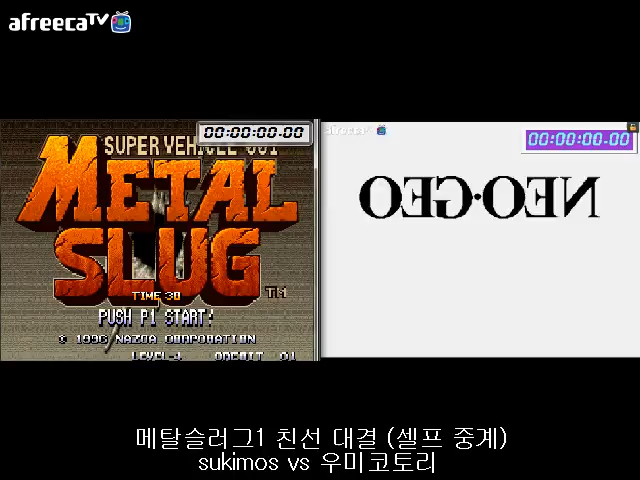 afreecaTV
00:00:00.00
SUPER VEHICLE-001
METAL
SLUG
TM
TIME 30
PUSH P1 START!
© 1996 NAZCA CORPORATION
LEVEL-4 CREDIT 01
afreecaTV
00:00:00.00
NEO·GEO
메탈슬러그1 친선 대결 (셀프 중계)
sukimos vs 우미코토리